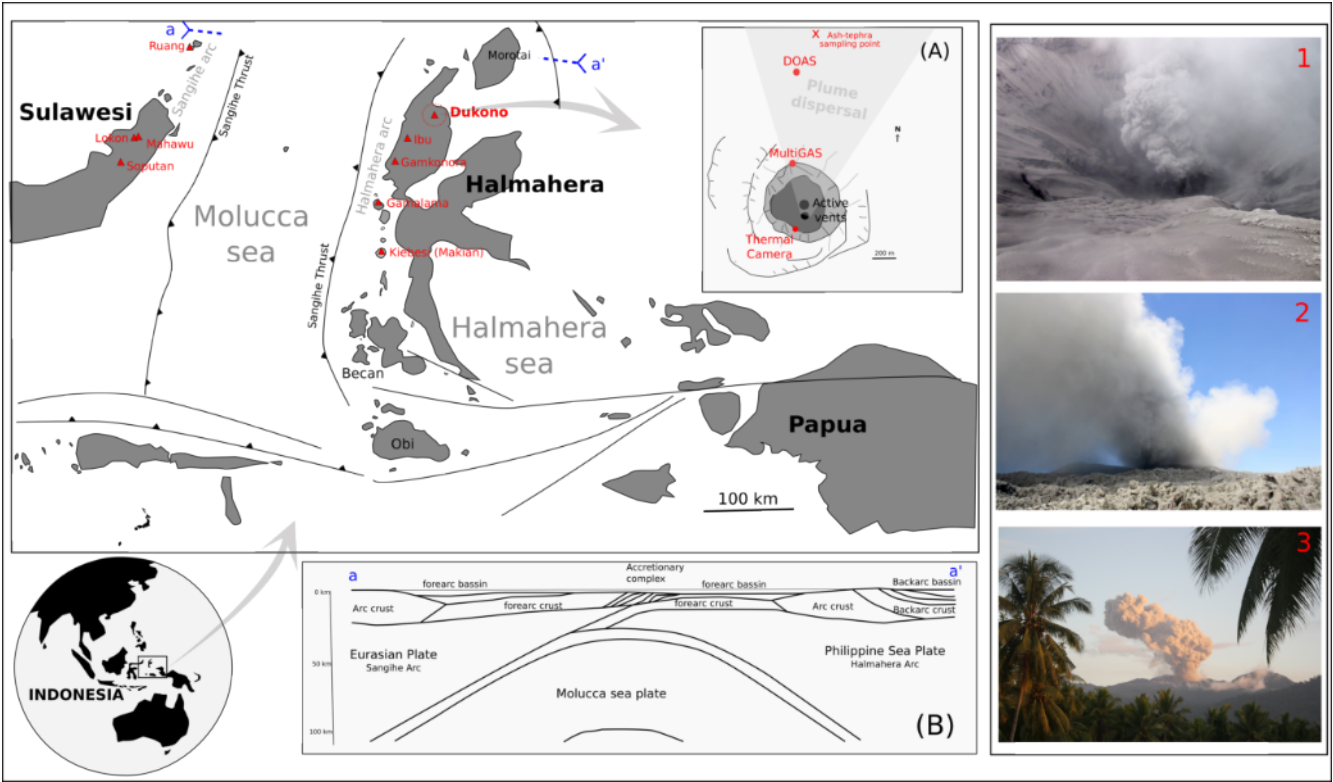 a
Ruang
Sangihe arc
Sangihe Thrust
Sulawesi
Lokon
Mahawu
Soputan
Molucca
sea
Morotai
a'
Dukono
Ibu
Gamkonora
Halmahera arc
Halmahera
Gamalama
Kiebesi (Makian)
Sangihe Thrust
Halmahera
sea
Becan
Obi
Papua
100 km
(A)
X Ash-tephra
sampling point
DOAS
Plume
dispersal
N
MultiGAS
Active
vents
Thermal
Camera
200 m
1
2
3
INDONESIA
a
a'
forearc bassin
Accretionary
complex
forearc bassin
Backarc bassin
0 km
Arc crust
forearc crust
forearc crust
Arc crust
Backarc crust
Eurasian Plate
Sangihe Arc
Philippine Sea Plate
Halmahera Arc
50 km
Molucca sea plate
100 km
(B)